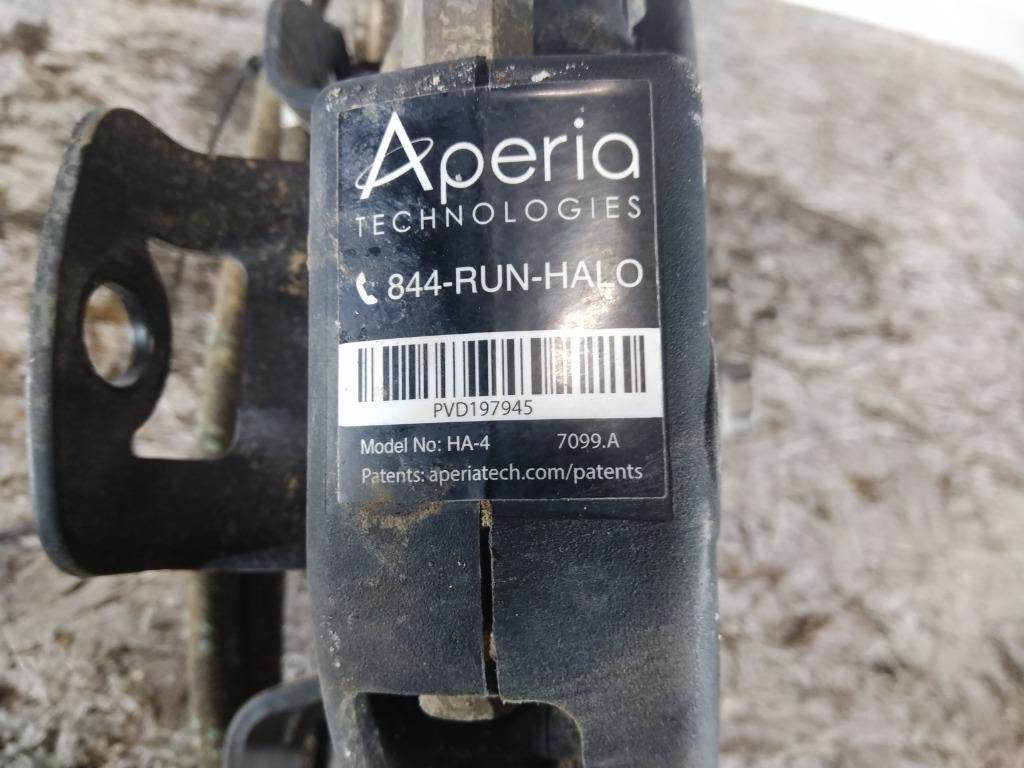 Aperia
TECHNOLOGIES
844-RUN-HALO
PVD197945
Model No: HA-4 7099.A
Patents: aperiatech.com/patents